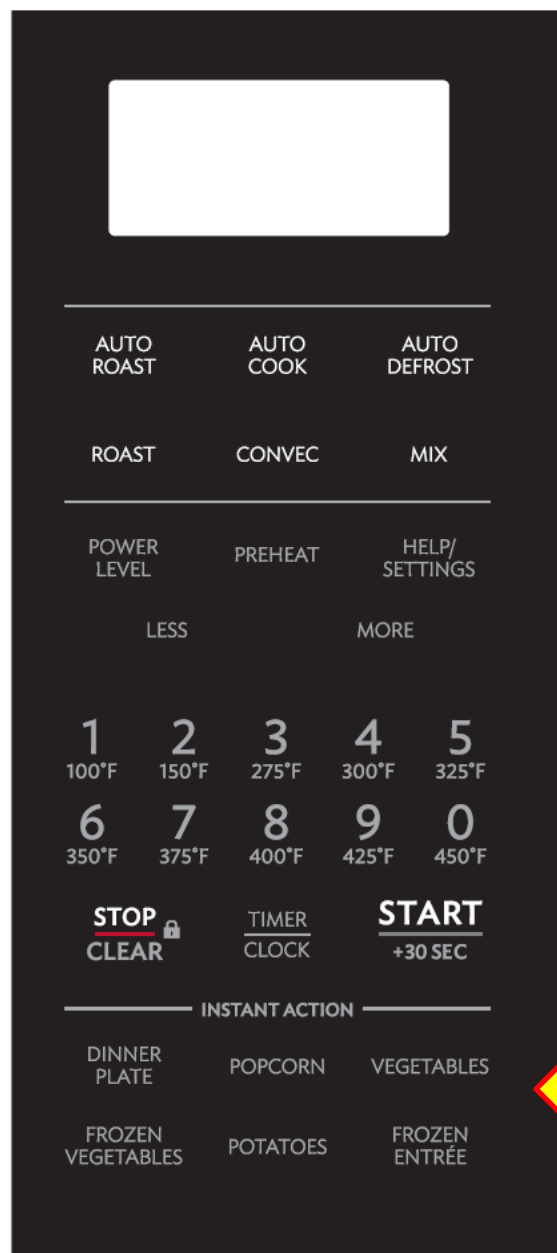 AUTO ROAST
AUTO COOK
AUTO DEFROST
ROAST
CONVEC
MIX
POWER LEVEL
PREHEAT
HELP/ SETTINGS
LESS
MORE
1 2 3 4 5
100°F 150°F 275°F 300°F 325°F
6 7 8 9 0
350°F 375°F 400°F 425°F 450°F
STOP
CLEAR
TIMER
CLOCK
START
+30 SEC
INSTANT ACTION
DINNER PLATE
POPCORN
VEGETABLES
FROZEN VEGETABLES
POTATOES
FROZEN ENTRÉE